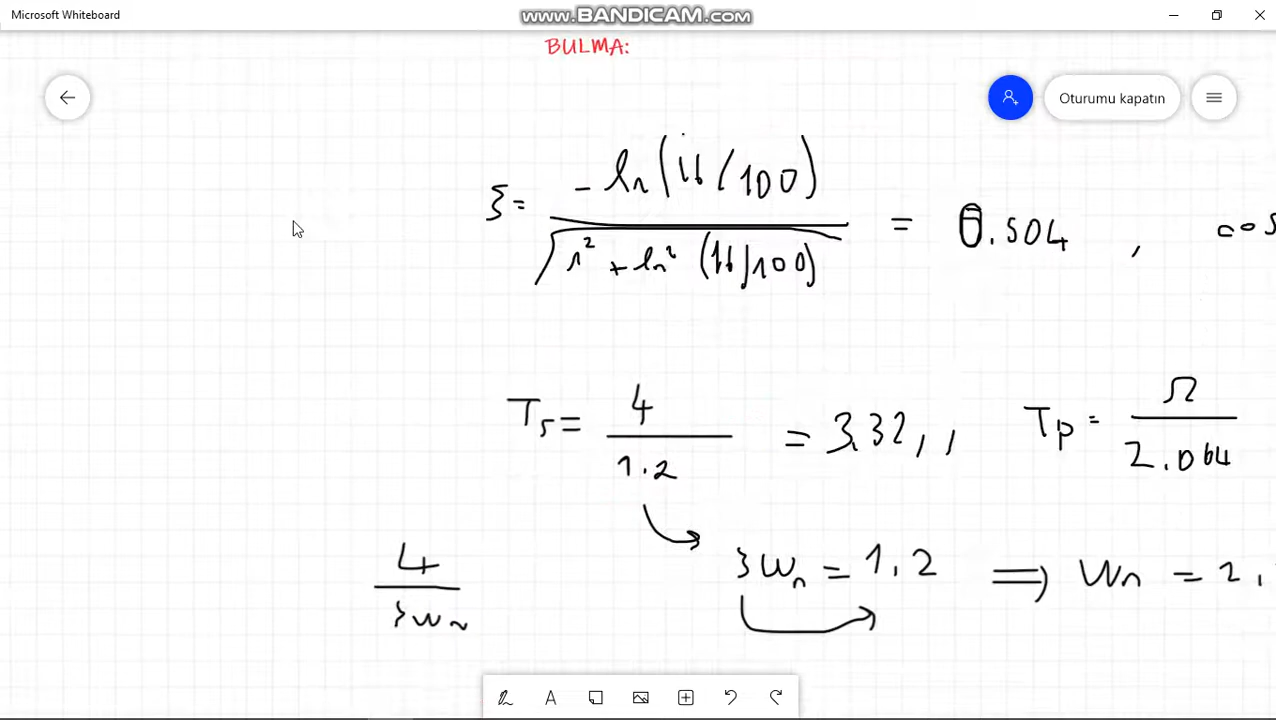 Microsoft Whiteboard
www.BANDICAM.com
BULMA:
Oturumu kapatın
ξ = -ln(16/100) / √(π² + ln²(16/100)) = 0.504 , cos
Ts = 4 / 1.2 = 3.32, , Tp = π / 2.064
4 / ξωn
ξωn = 1.2 ⟹ ωn = 2.